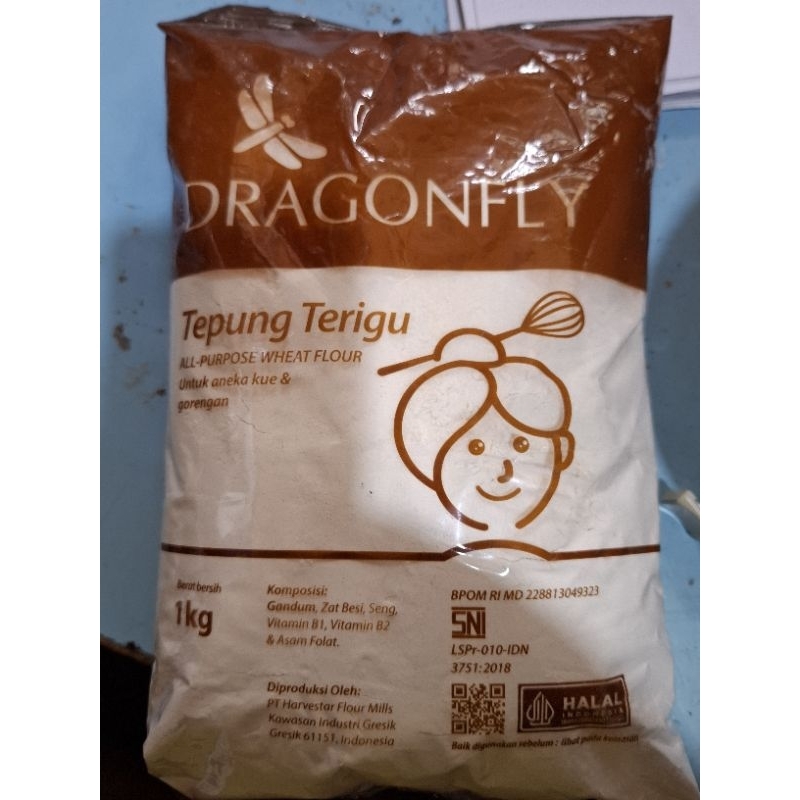 DRAGONFLY
Tepung Terigu
ALL-PURPOSE WHEAT FLOUR
Untuk aneka kue &
gorengan
Berat bersih
1kg
Komposisi:
Gandum, Zat Besi, Seng,
Vitamin B1, Vitamin B2
& Asam Folat.
Diproduksi Oleh:
PT Harvestar Flour Mills
Kawasan Industri Gresik
Gresik 61151, Indonesia
BPOM RI MD 228813049323
SNI
LSPr-010-IDN
3751:2018
HALAL
INDONESIA
Baik digunakan sebelum : lihat pada kemasan